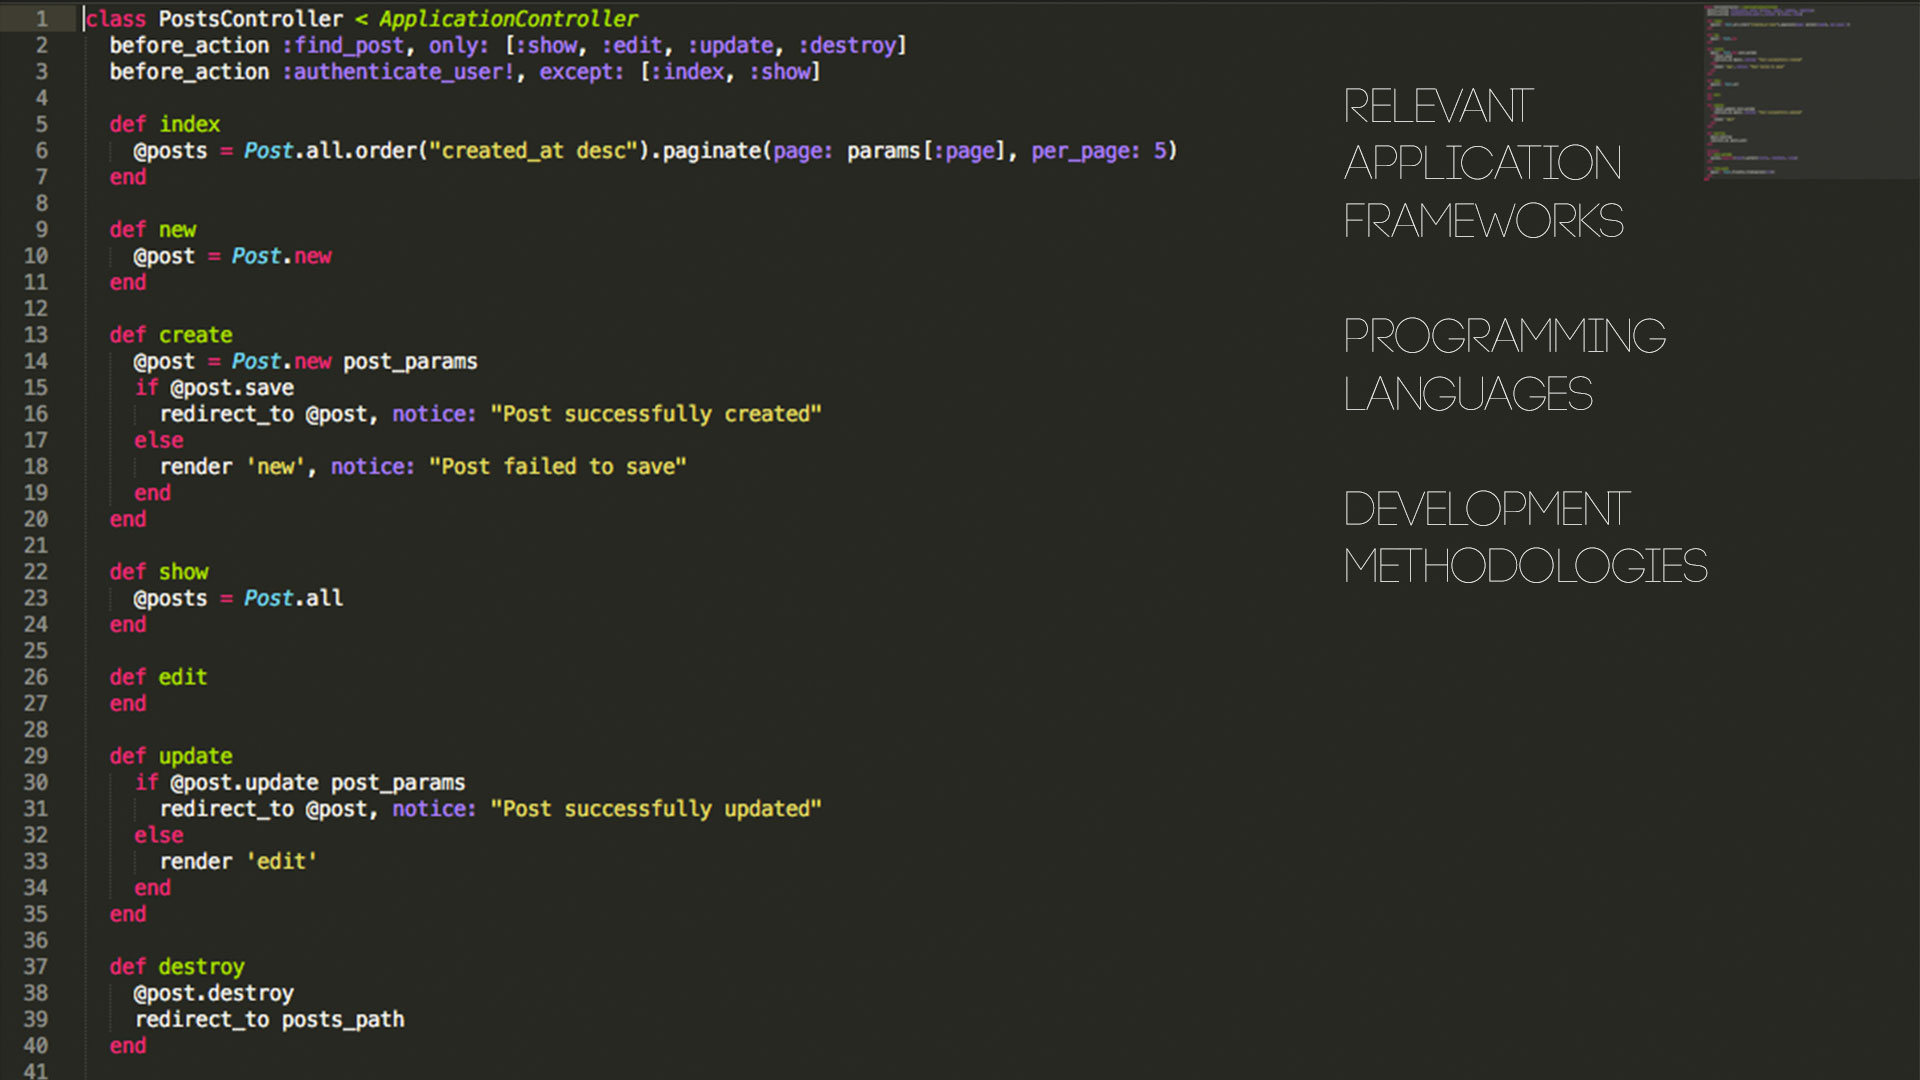 1 class PostsController < ApplicationController
2 before_action :find_post, only: [:show, :edit, :update, :destroy]
3 before_action :authenticate_user!, except: [:index, :show]
4
5 def index
6 @posts = Post.all.order("created_at desc").paginate(page: params[:page], per_page: 5)
7 end
8
9 def new
10 @post = Post.new
11 end
12
13 def create
14 @post = Post.new post_params
15 if @post.save
16 redirect_to @post, notice: "Post successfully created"
17 else
18 render 'new', notice: "Post failed to save"
19 end
20 end
21
22 def show
23 @posts = Post.all
24 end
25
26 def edit
27 end
28
29 def update
30 if @post.update post_params
31 redirect_to @post, notice: "Post successfully updated"
32 else
33 render 'edit'
34 end
35 end
36
37 def destroy
38 @post.destroy
39 redirect_to posts_path
40 end
41
RELEVANT
APPLICATION
FRAMEWORKS
PROGRAMMING
LANGUAGES
DEVELOPMENT
METHODOLOGIES